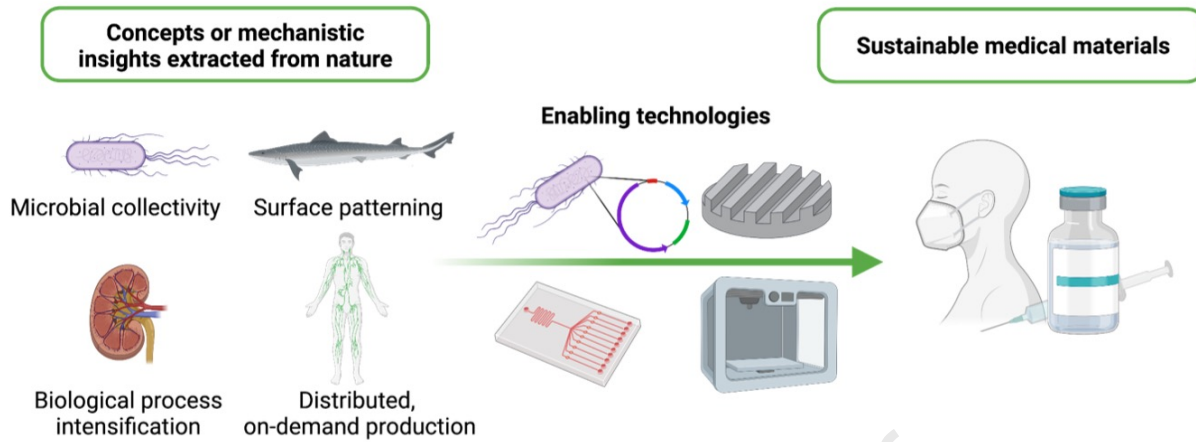 Concepts or mechanistic
insights extracted from nature
Sustainable medical materials
Enabling technologies
Microbial collectivity
Surface patterning
Biological process
intensification
Distributed,
on-demand production